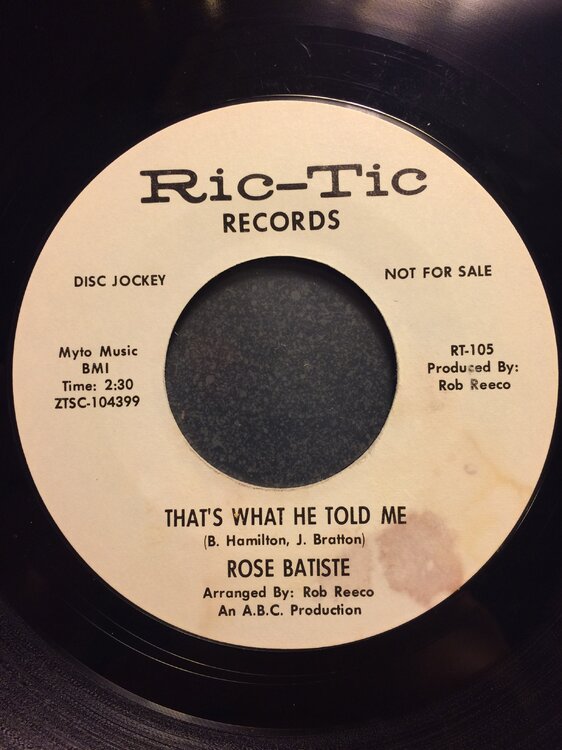 Ric-Tic
RECORDS
DISC JOCKEY
NOT FOR SALE
Myto Music
BMI
Time: 2:30
ZTSC-104399
RT-105
Produced By:
Rob Reeco
THAT'S WHAT HE TOLD ME
(B. Hamilton, J. Bratton)
ROSE BATISTE
Arranged By: Rob Reeco
An A.B.C. Production